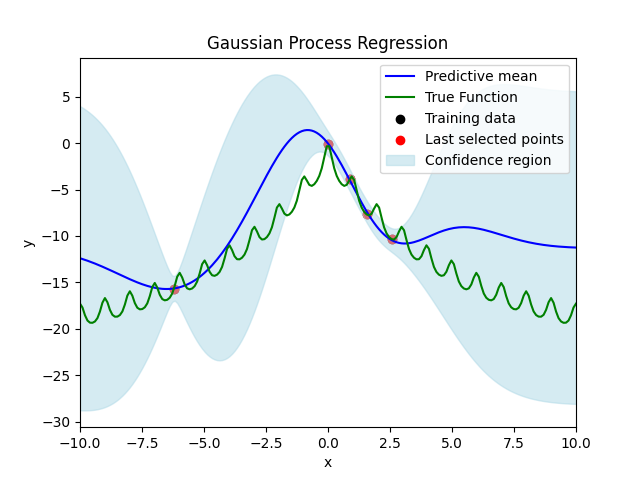 Gaussian Process Regression
Predictive mean
True Function
Training data
Last selected points
Confidence region
y
5
0
−5
−10
−15
−20
−25
−30
−10.0 −7.5 −5.0 −2.5 0.0 2.5 5.0 7.5 10.0
x